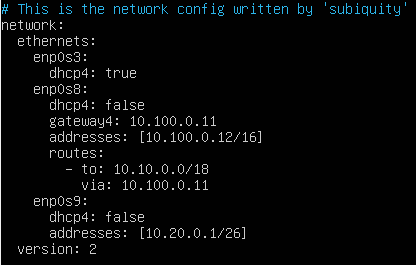 # This is the network config written by 'subiquity'
network:
  ethernets:
    enp0s3:
      dhcp4: true
    enp0s8:
      dhcp4: false
      gateway4: 10.100.0.11
      addresses: [10.100.0.12/16]
      routes:
        - to: 10.10.0.0/18
          via: 10.100.0.11
    enp0s9:
      dhcp4: false
      addresses: [10.20.0.1/26]
  version: 2